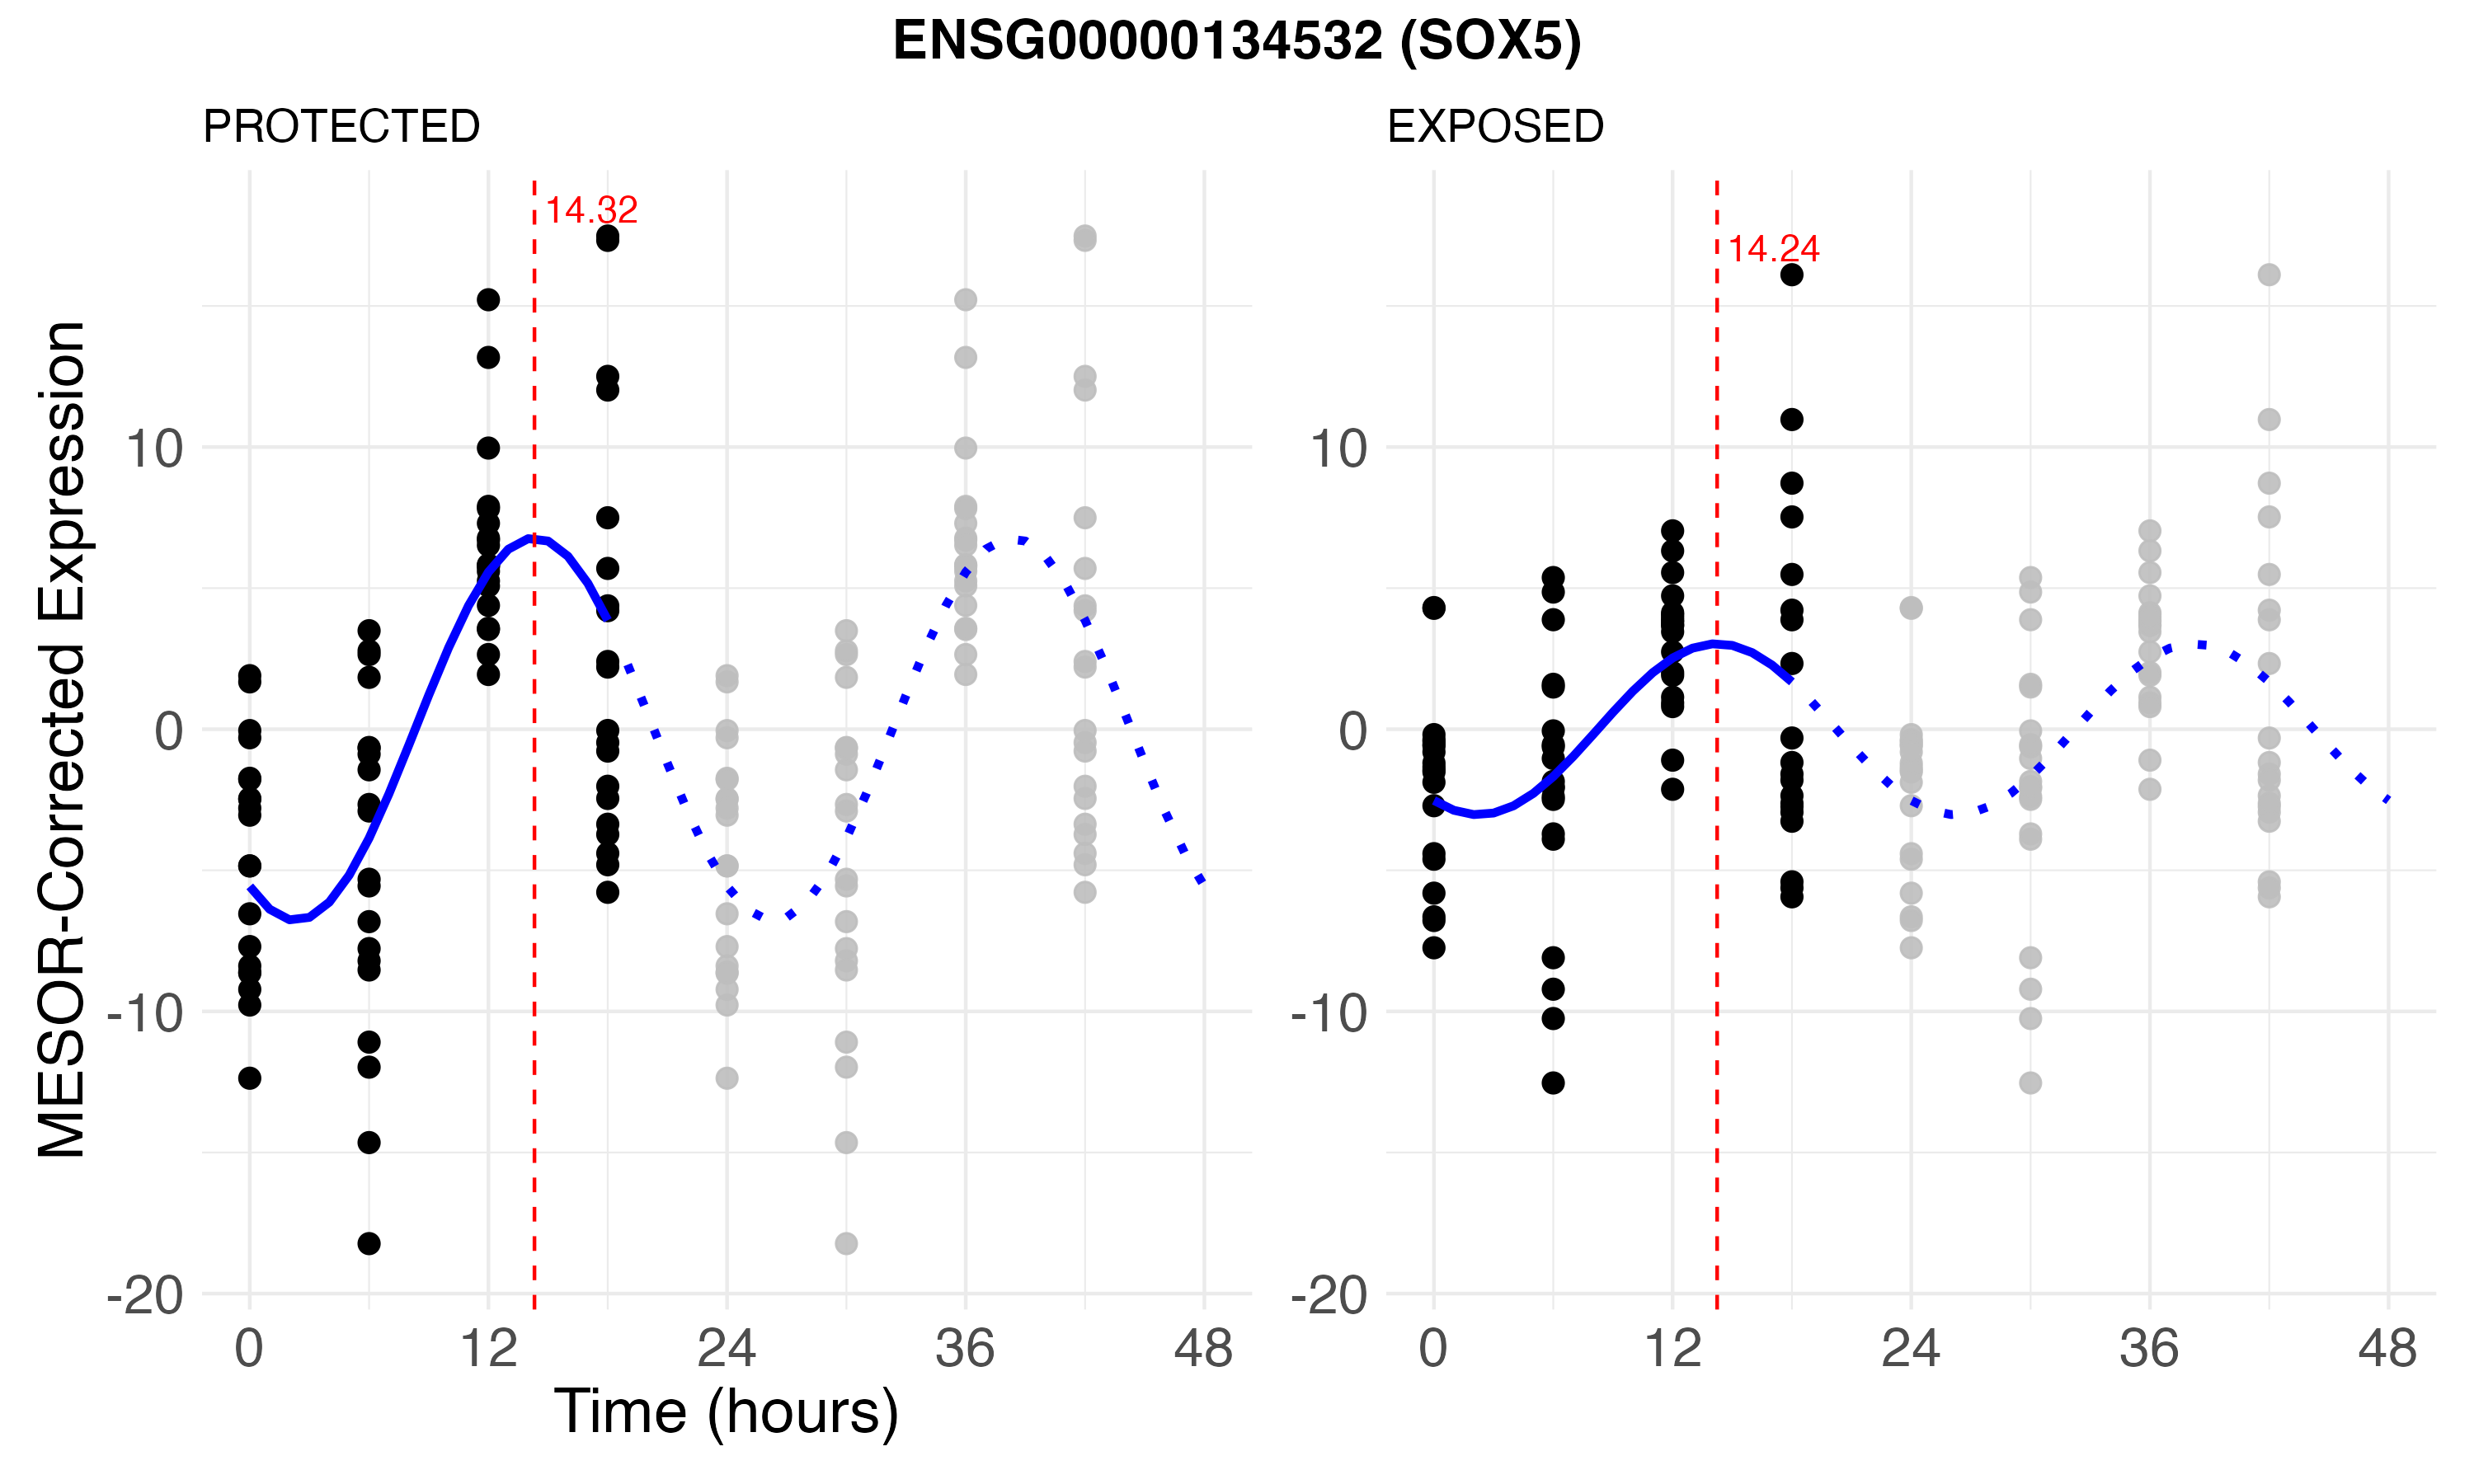 ENSG00000134532 (SOX5)
PROTECTED
EXPOSED
MESOR-Corrected Expression
14.32
14.24
10
0
-10
-20
10
0
-10
-20
0 12 24 36 48
0 12 24 36 48
Time (hours)